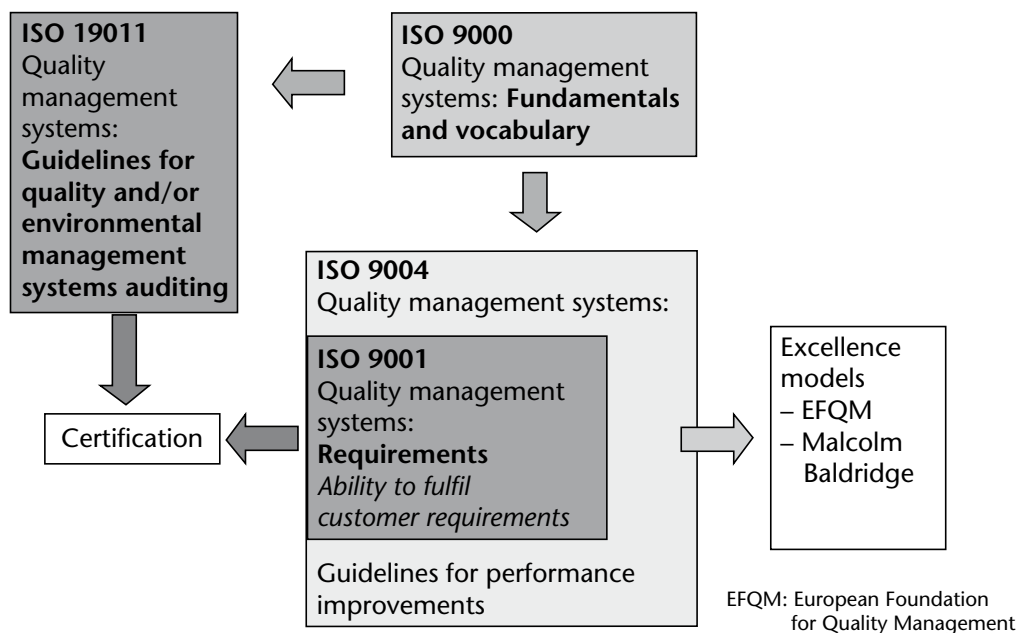 ISO 19011
Quality
management
systems:
Guidelines for
quality and/or
environmental
management
systems auditing
ISO 9000
Quality management
systems: Fundamentals
and vocabulary
ISO 9004
Quality management systems:
ISO 9001
Quality management
systems:
Requirements
Ability to fulfil
customer requirements
Guidelines for performance
improvements
Certification
Excellence
models
– EFQM
– Malcolm
Baldridge
EFQM: European Foundation
for Quality Management